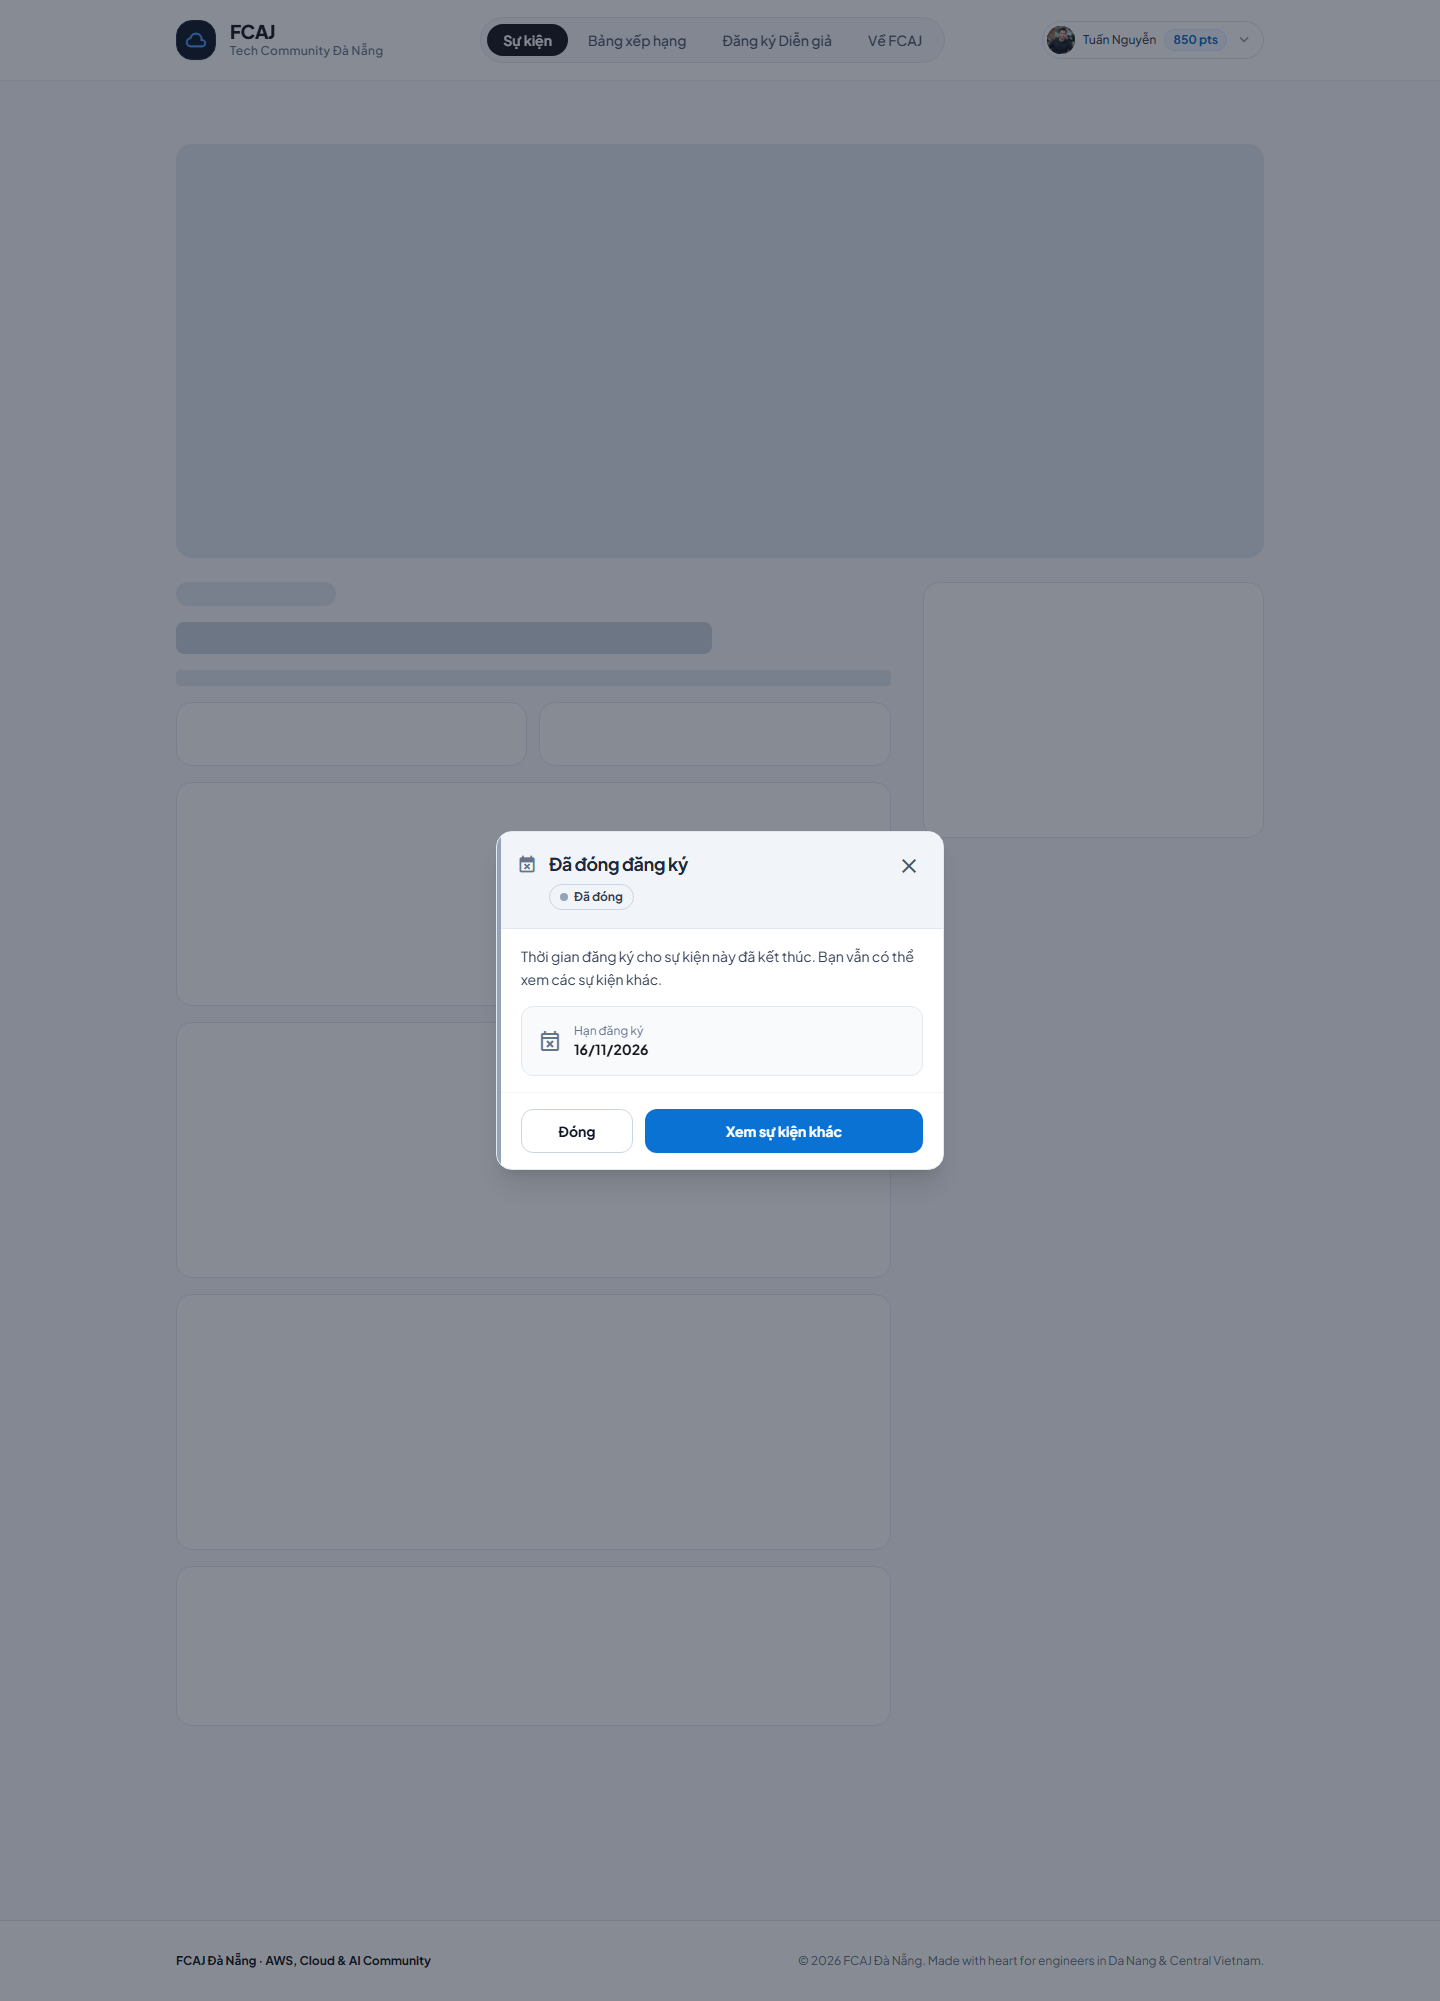 FCAJ
Tech Community Đà Nẵng
Sự kiện
Bảng xếp hạng
Đăng ký Diễn giả
Về FCAJ
Tuấn Nguyễn
850 pts
Đã đóng đăng ký
Đã đóng
Thời gian đăng ký cho sự kiện này đã kết thúc. Bạn vẫn có thể
xem các sự kiện khác.
Hạn đăng ký
16/11/2026
Đóng
Xem sự kiện khác
FCAJ Đà Nẵng · AWS, Cloud & AI Community
© 2026 FCAJ Đà Nẵng. Made with heart for engineers in Da Nang & Central Vietnam.